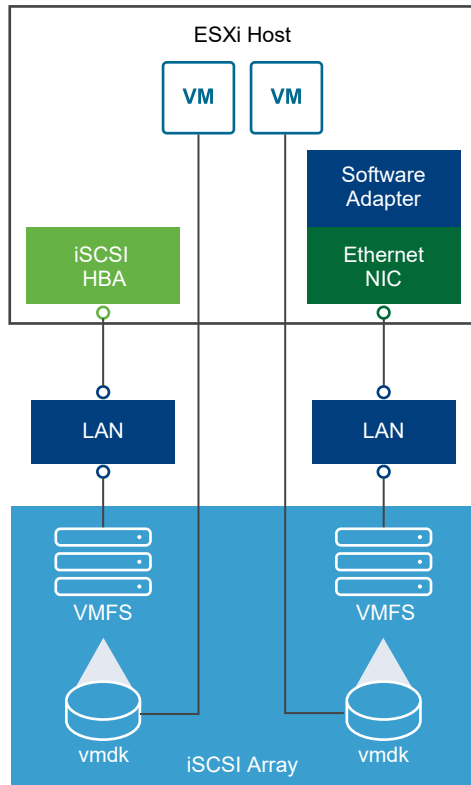 ESXi Host
VM
VM
Software
Adapter
iSCSI
HBA
Ethernet
NIC
LAN
LAN
VMFS
VMFS
vmdk
vmdk
iSCSI Array